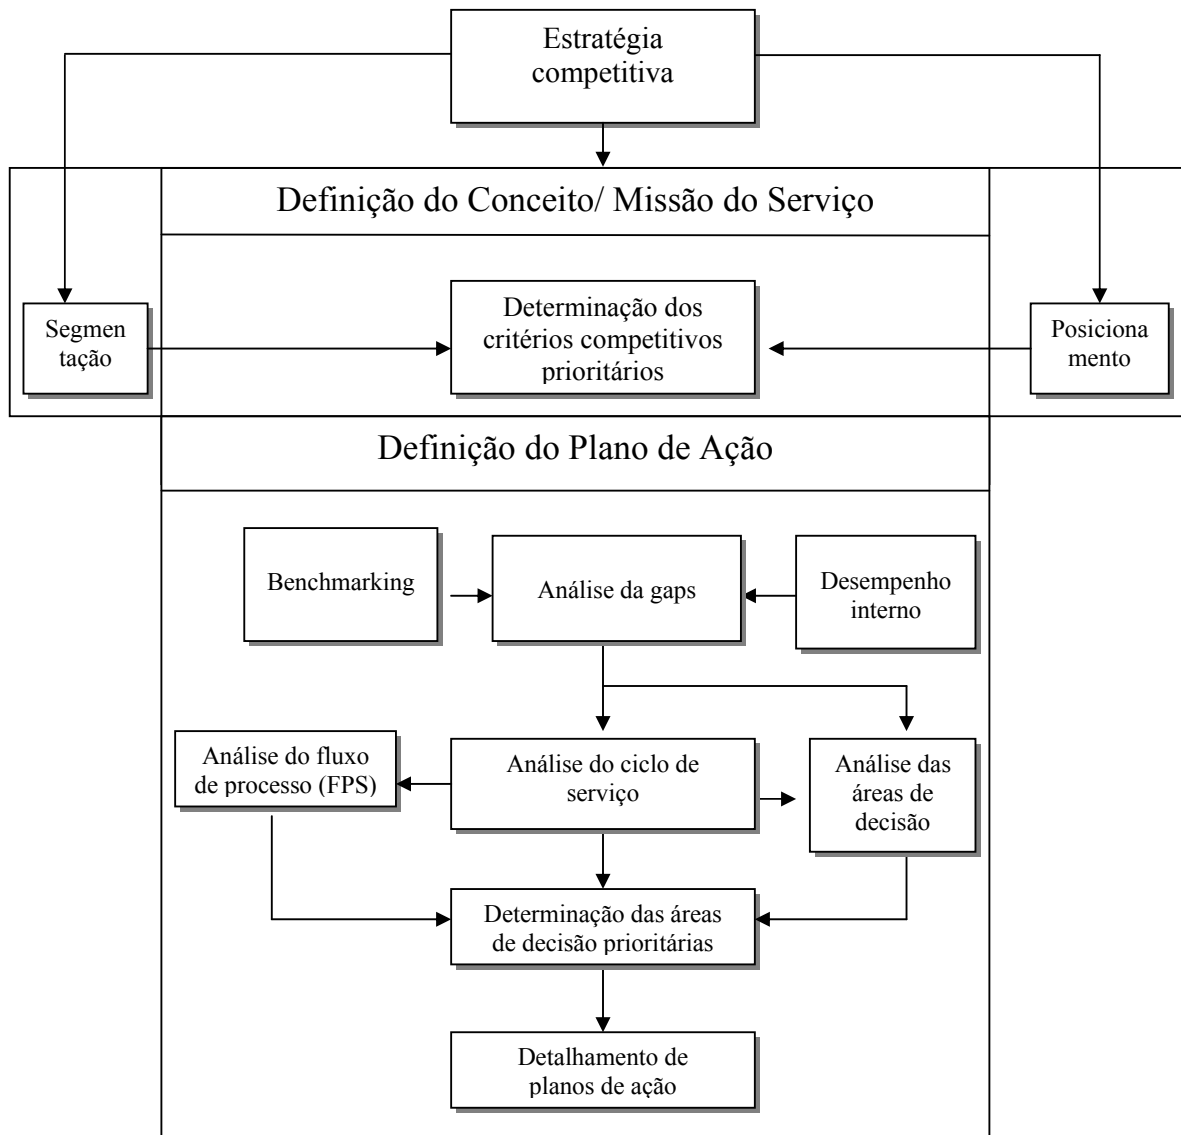 Estratégia
competitiva
Definição do Conceito/ Missão do Serviço
Segmen
tação
Determinação dos
critérios competitivos
prioritários
Posiciona
mento
Definição do Plano de Ação
Benchmarking
Análise da gaps
Desempenho
interno
Análise do fluxo
de processo (FPS)
Análise do ciclo de
serviço
Análise das
áreas de
decisão
Determinação das áreas
de decisão prioritárias
Detalhamento de
planos de ação